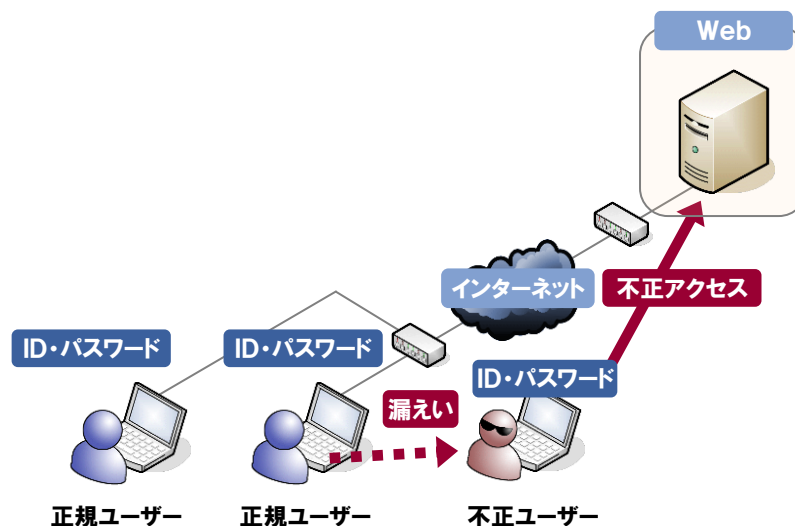 Web
インターネット
不正アクセス
ID・パスワード
ID・パスワード
ID・パスワード
漏えい
正規ユーザー
正規ユーザー
不正ユーザー